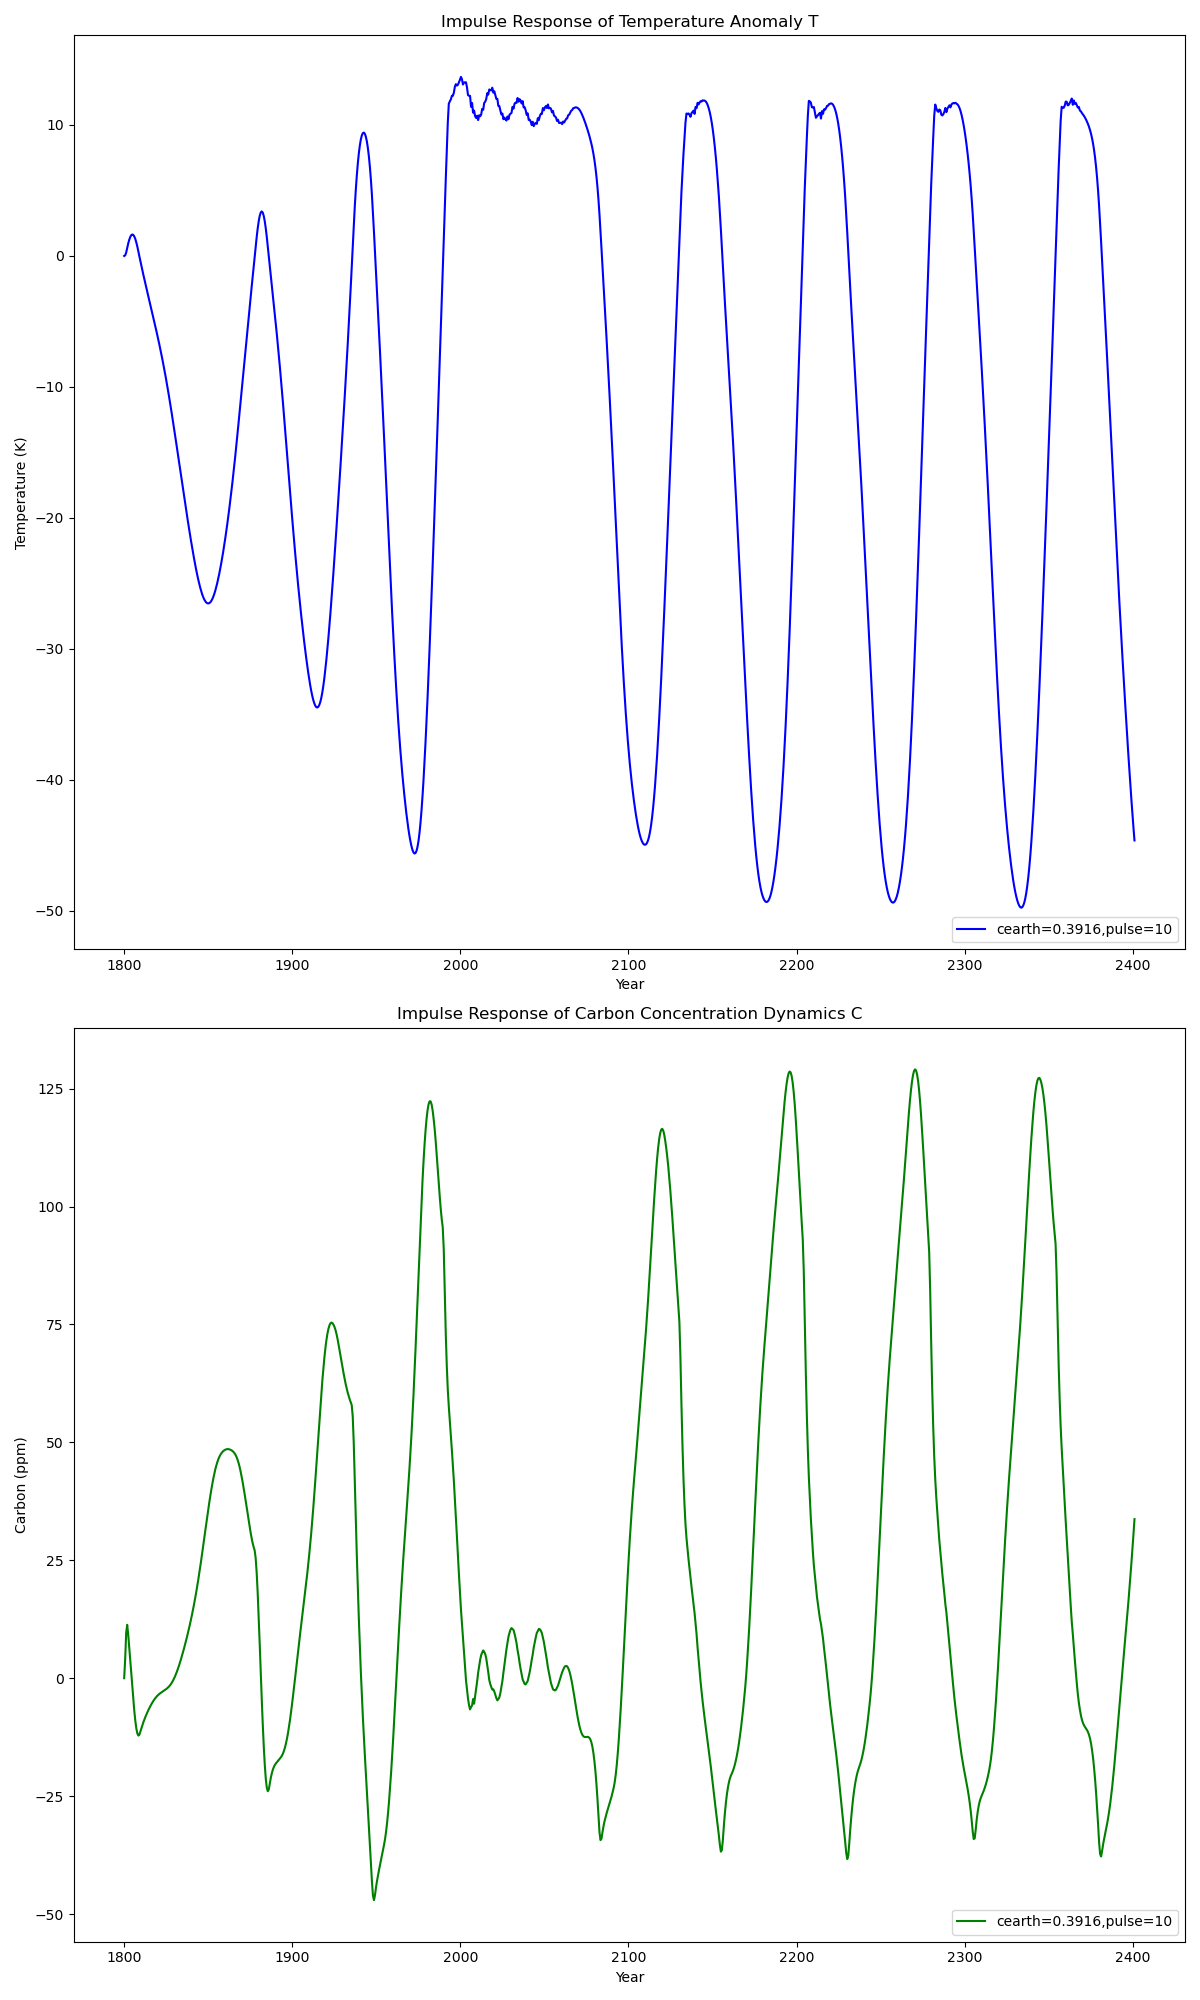 Impulse Response of Temperature Anomaly T
Temperature (K)
10
0
−10
−20
−30
−40
−50
1800 1900 2000 2100 2200 2300 2400
Year
cearth=0.3916,pulse=10
Impulse Response of Carbon Concentration Dynamics C
Carbon (ppm)
125
100
75
50
25
0
−25
−50
1800 1900 2000 2100 2200 2300 2400
Year
cearth=0.3916,pulse=10